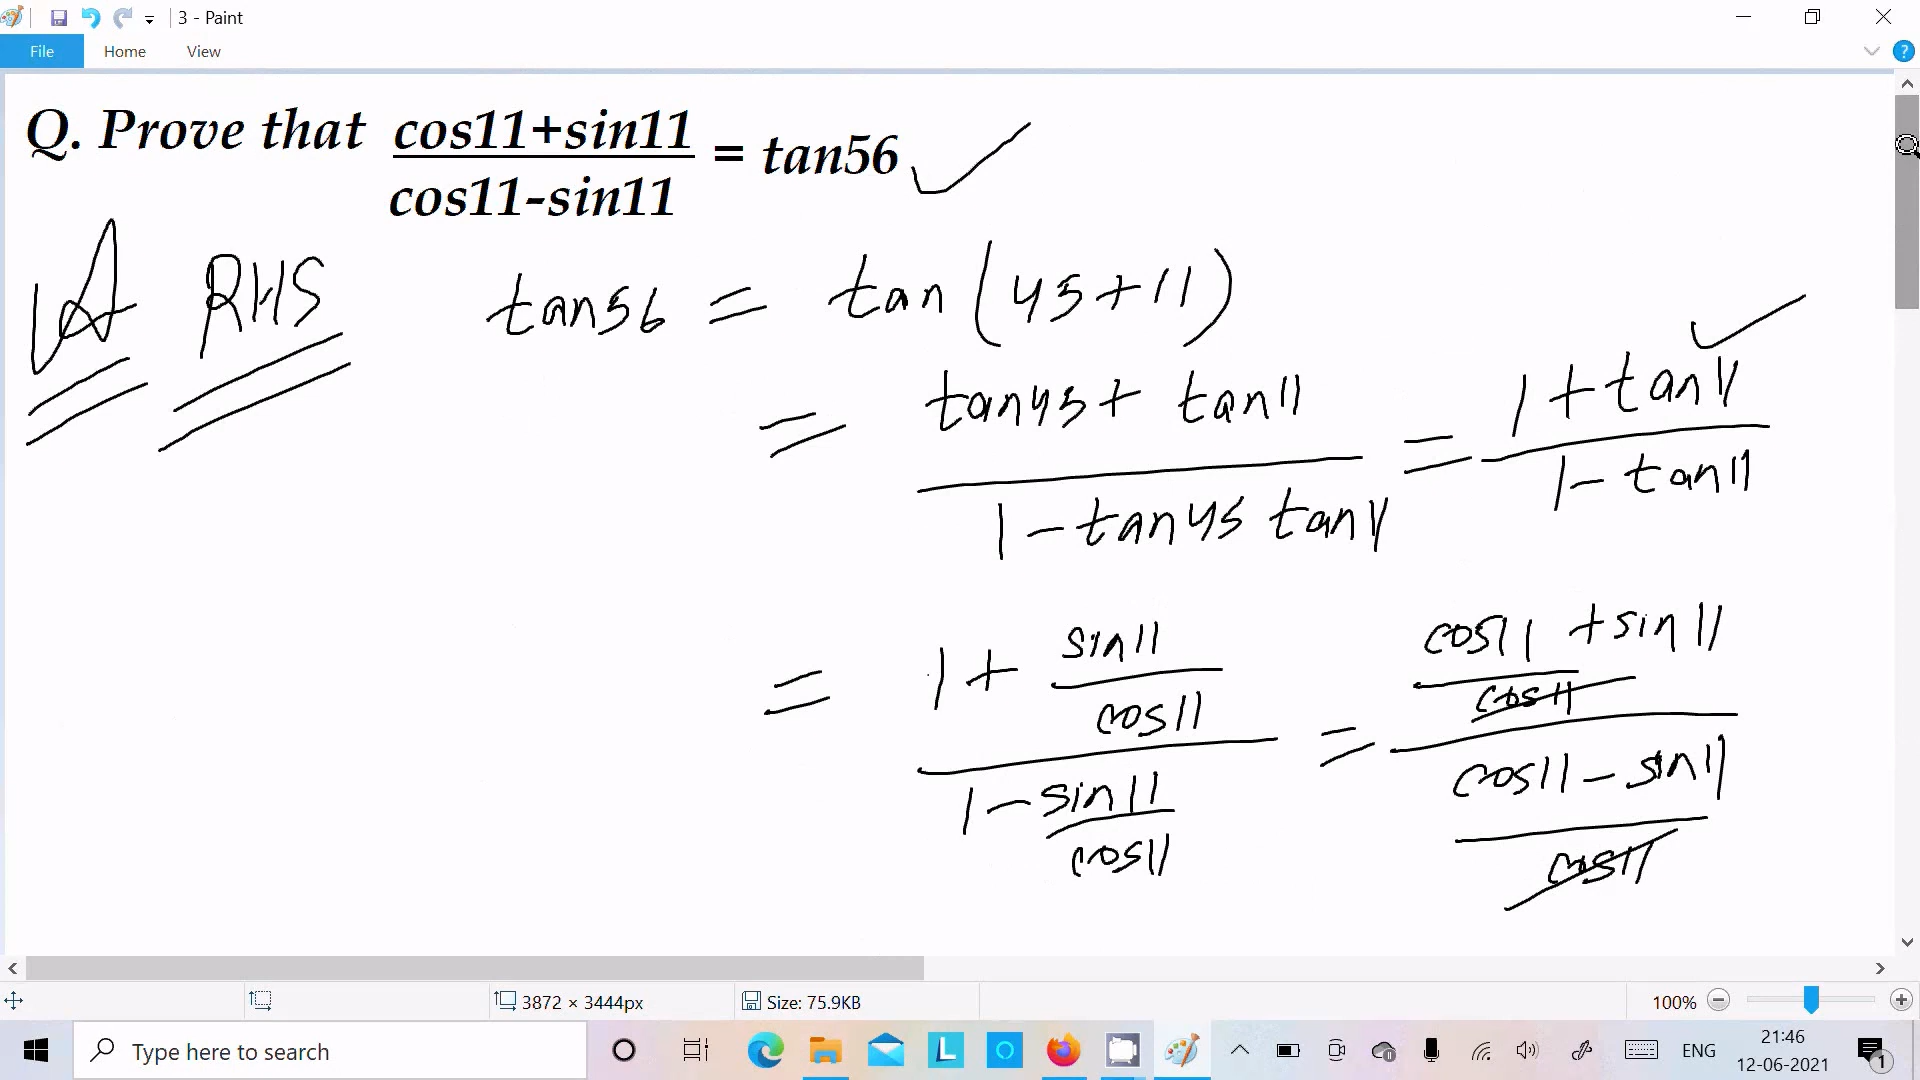 3 - Paint
File Home View
Q. Prove that cos11+sin11 / cos11-sin11 = tan56
RHS tan56 = tan (45+11)
= tan45 + tan11 / 1 - tan45 tan11 = 1 + tan11 / 1 - tan11
= 1 + sin11/cos11 / 1 - sin11/cos11 = cos11 + sin11 / cos11 / cos11 - sin11 / cos11
3872 × 3444px Size: 75.9KB 100%
Type here to search ENG 21:46
12-06-2021 1